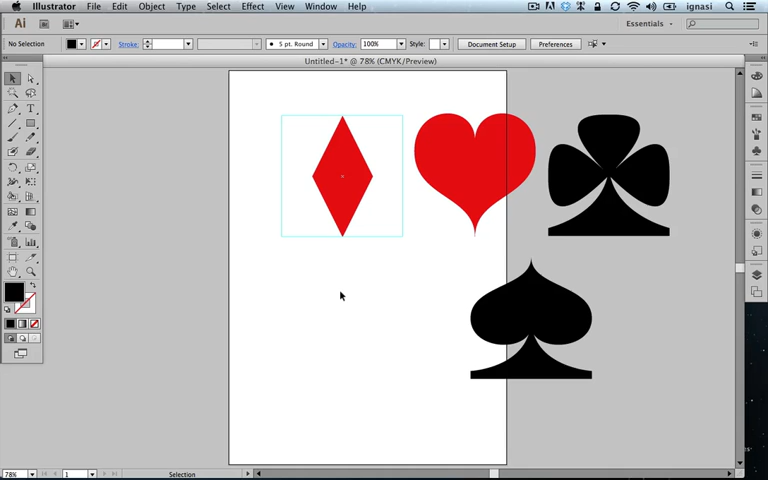 Illustrator File Edit Object Type Select Effect View Window Help ignasi
Ai Essentials
No Selection Stroke: 5 pt. Round Opacity: 100% Style: Document Setup Preferences
Untitled-1* @ 78% (CMYK/Preview)
T
78% 1 Selection